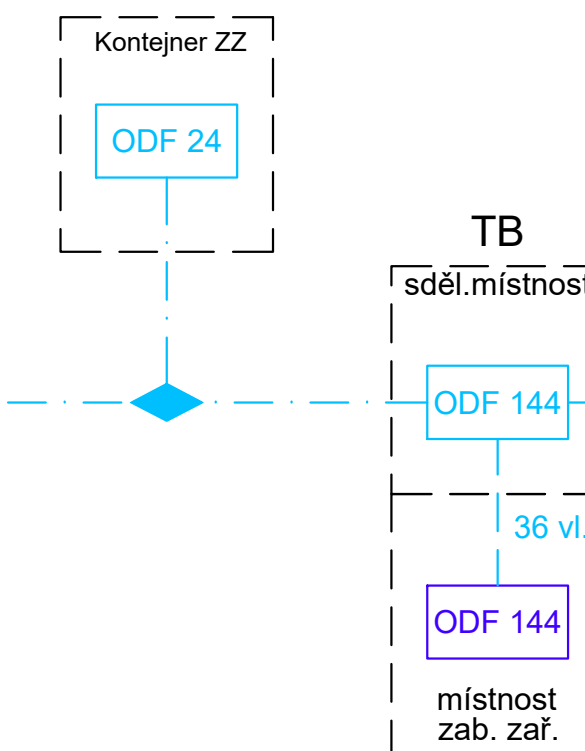 Kontejner ZZ
ODF 24
TB
sděl.místnost
ODF 144
36 vl.
ODF 144
místnost
zab. zař.